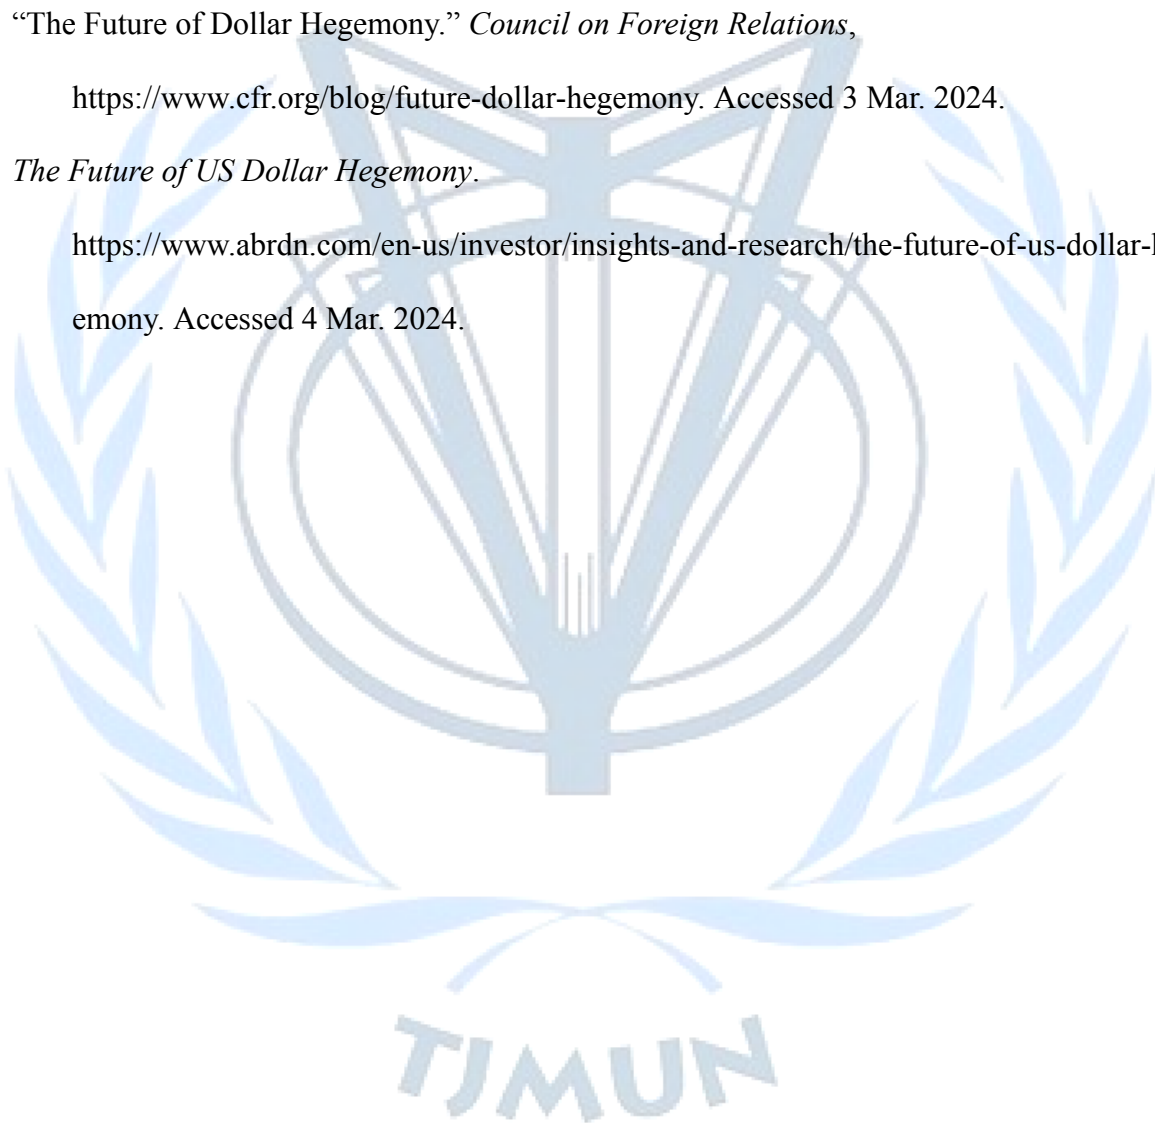 “The Future of Dollar Hegemony.” Council on Foreign Relations,
https://www.cfr.org/blog/future-dollar-hegemony. Accessed 3 Mar. 2024.
The Future of US Dollar Hegemony.
https://www.abrdn.com/en-us/investor/insights-and-research/the-future-of-us-dollar-
emony. Accessed 4 Mar. 2024.
TJMUN